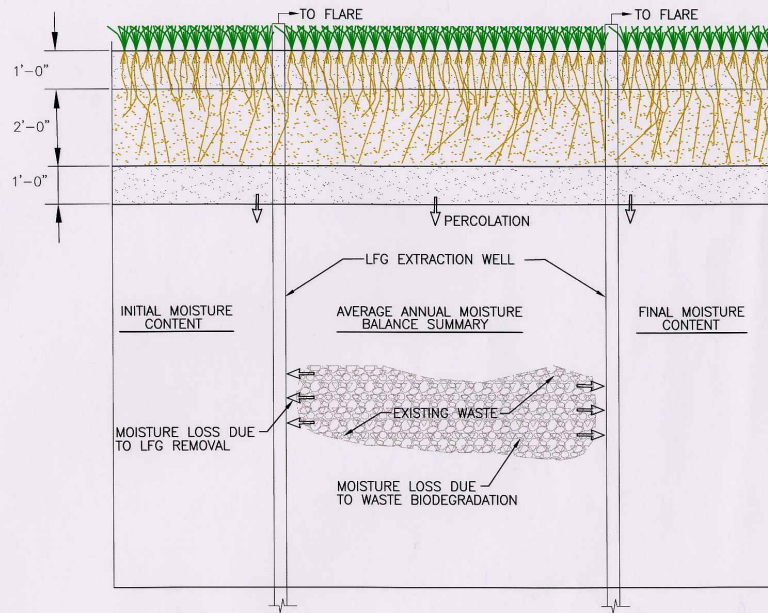 TO FLARE
TO FLARE
1'-0"
2'-0"
1'-0"
PERCOLATION
LFG EXTRACTION WELL
INITIAL MOISTURE
CONTENT
AVERAGE ANNUAL MOISTURE
BALANCE SUMMARY
FINAL MOISTURE
CONTENT
EXISTING WASTE
MOISTURE LOSS DUE
TO LFG REMOVAL
MOISTURE LOSS DUE
TO WASTE BIODEGRADATION